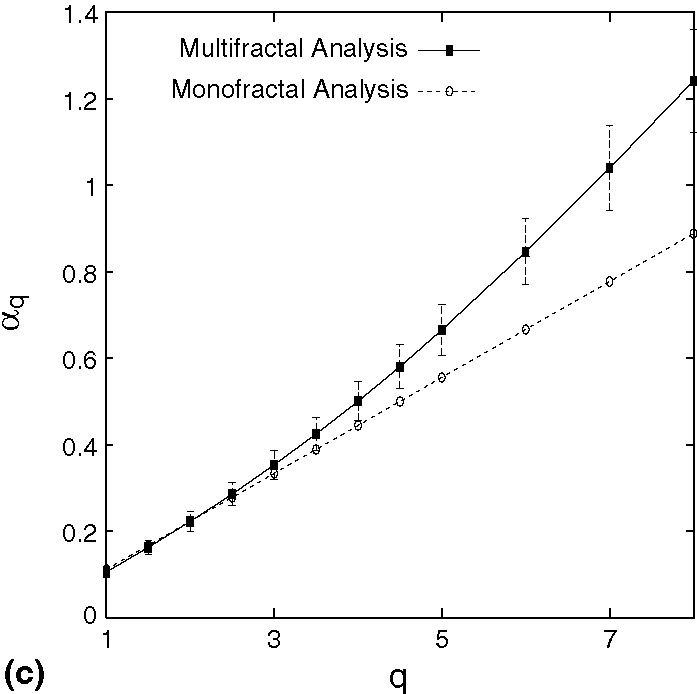 1.4
1.2
1
0.8
0.6
0.4
0.2
0
Multifractal Analysis
Monofractal Analysis
αq
1 3 5 7
q
(c)